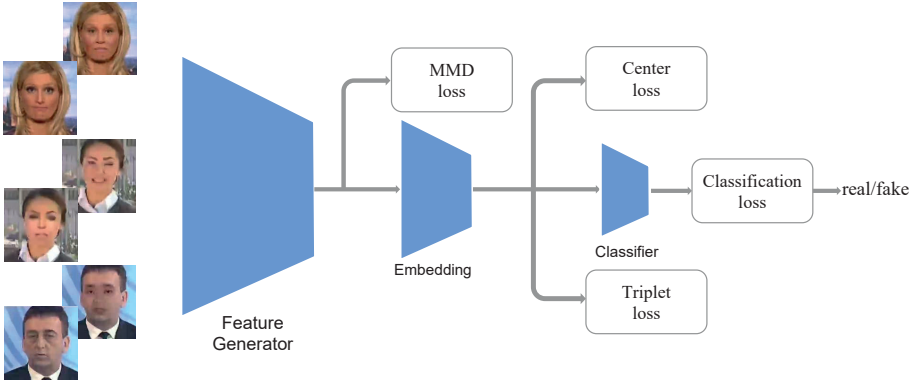 MMD
loss
Center
loss
Classification
loss
real/fake
Embedding
Classifier
Triplet
loss
Feature
Generator